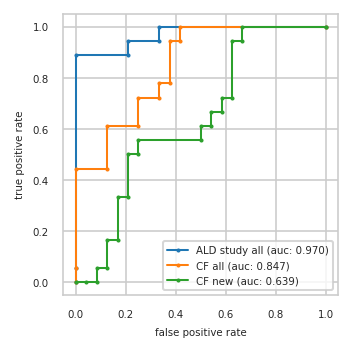 1.0
0.8
0.6
0.4
0.2
0.0
true positive rate
ALD study all (auc: 0.970)
CF all (auc: 0.847)
CF new (auc: 0.639)
0.0 0.2 0.4 0.6 0.8 1.0
false positive rate